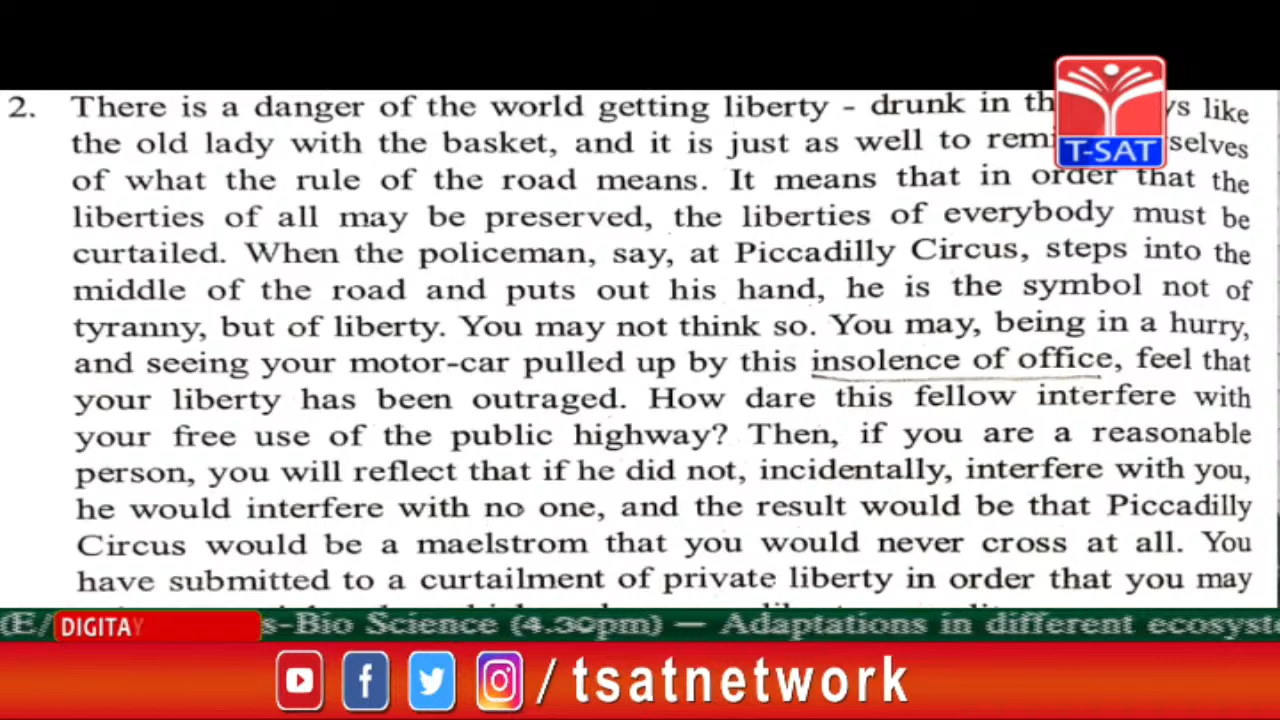 2. There is a danger of the world getting liberty - drunk in like
the old lady with the basket, and it is just as well to
of what the rule of the road means. It means that in order that the
liberties of all may be preserved, the liberties of everybody must be
curtailed. When the policeman, say, at Piccadilly Circus, steps into the
middle of the road and puts out his hand, he is the symbol not of
tyranny, but of liberty. You may not think so. You may, being in a hurry,
and seeing your motor-car pulled up by this insolence of office, feel that
your liberty has been outraged. How dare this fellow interfere with
your free use of the public highway? Then, if you are a reasonable
person, you will reflect that if he did not, incidentally, interfere with you,
he would interfere with no one, and the result would be that Piccadilly
Circus would be a maelstrom that you would never cross at all. You
have submitted to a curtailment of private liberty in order that you may
T-SAT
DIGITAY
s-Bio Science (4.30pm) – Adaptations in different ecosyst
/ tsatnetwork